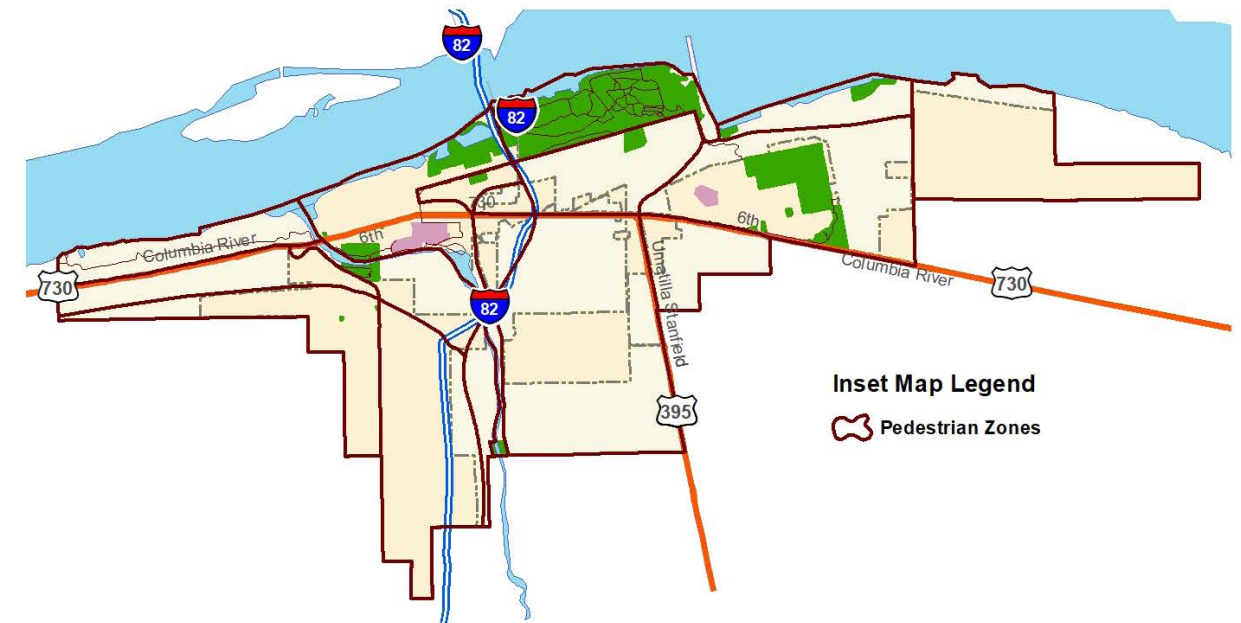 82
82
730
6th
6th
Columbia River
Columbia River
730
730
82
Umatilla Stanfield
Inset Map Legend
395
Pedestrian Zones